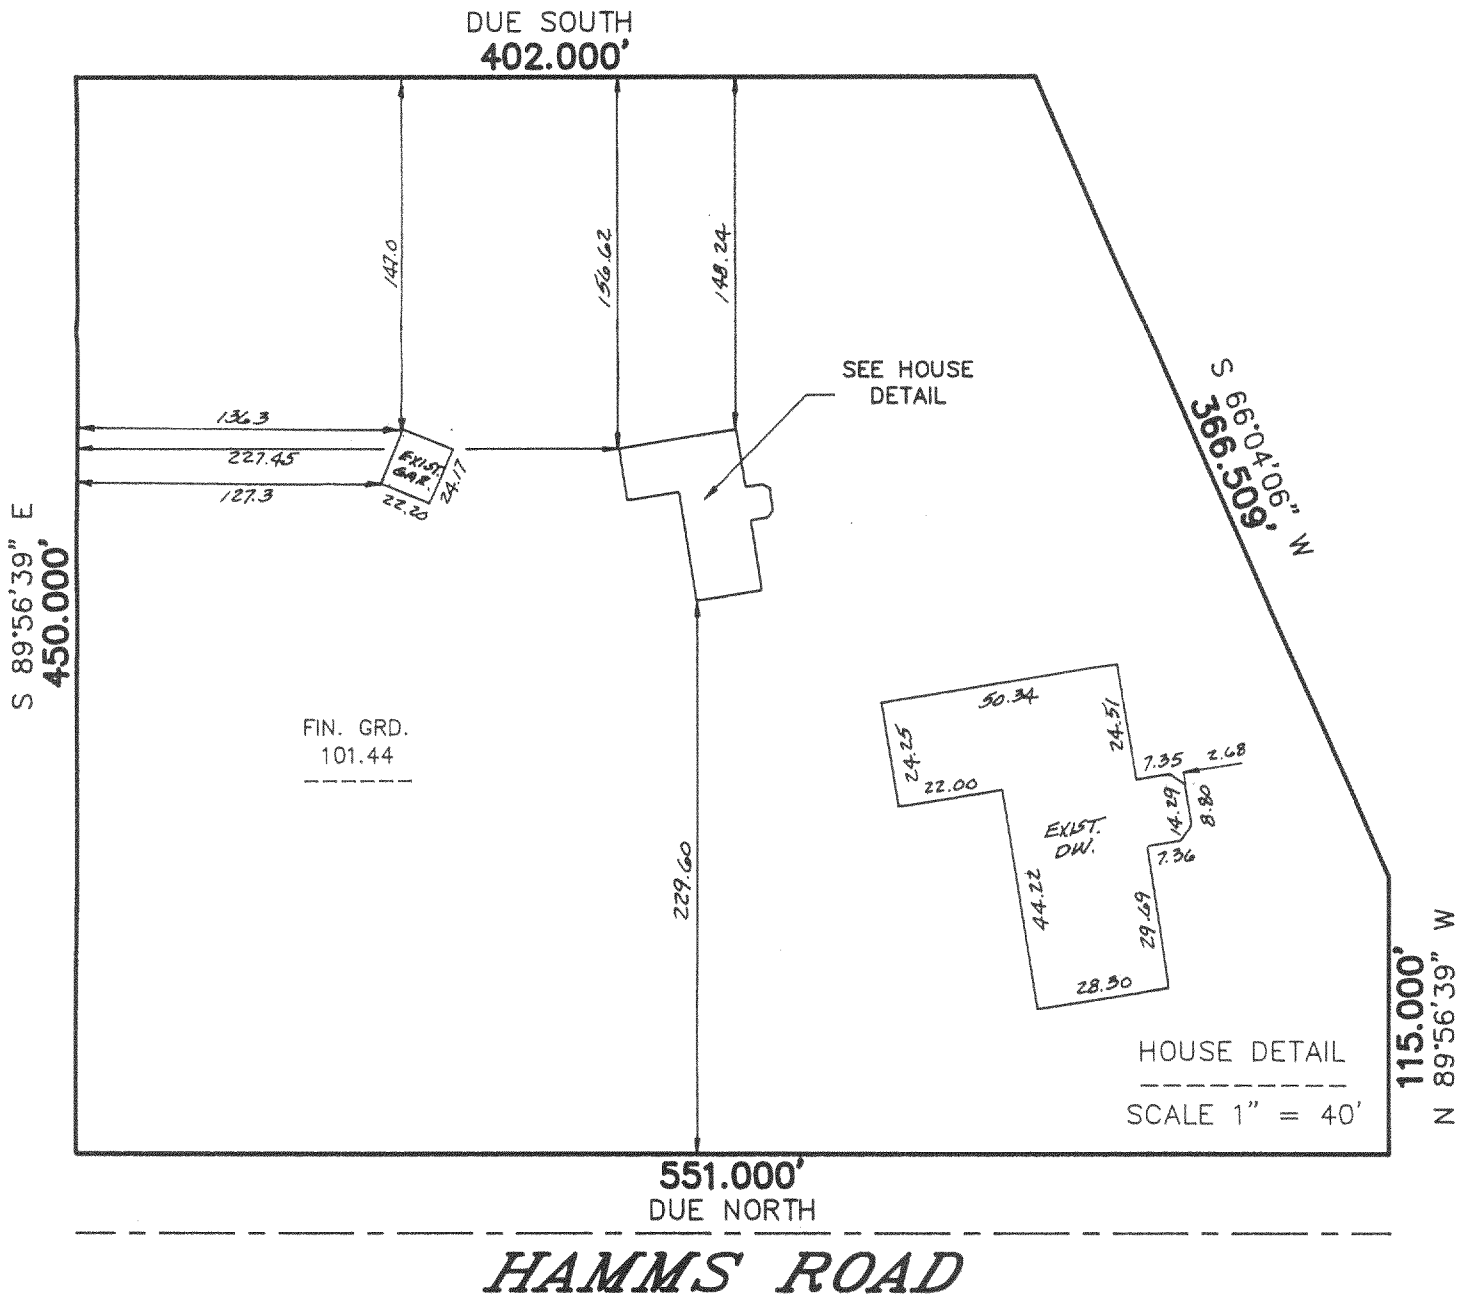 DUE SOUTH
402.000'
147.0
156.62
148.24
SEE HOUSE
DETAIL
S 66°04'06" W
366.509'
136.3
227.45
127.3
EXIST.
GAR.
24.17
22.20
S 89°56'39" E
450.000'
FIN. GRD.
101.44
229.60
50.34
24.25
24.51
22.00
7.35
2.68
14.29
8.80
EXIST.
DW.
7.36
44.22
29.69
28.30
HOUSE DETAIL
SCALE 1" = 40'
115.000'
N 89°56'39" W
551.000'
DUE NORTH
HAMMS ROAD